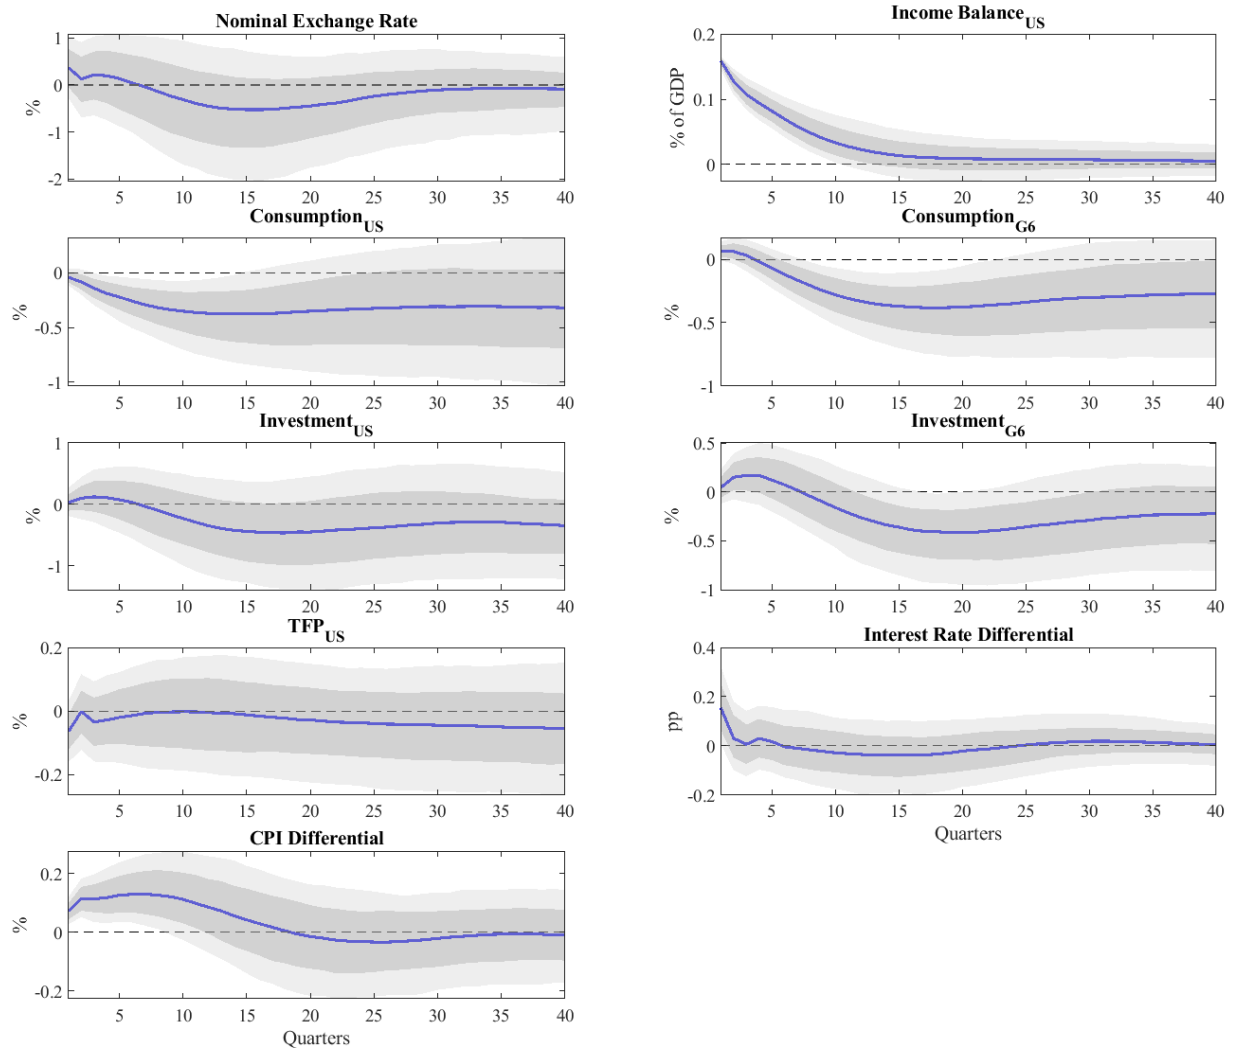 Nominal Exchange Rate
1
0
-1
-2
%
5 10 15 20 25 30 35 40
Income Balance_US
0.2
0.1
0
% of GDP
5 10 15 20 25 30 35 40
Consumption_US
0
-0.5
-1
%
5 10 15 20 25 30 35 40
Consumption_G6
0
-0.5
-1
%
5 10 15 20 25 30 35 40
Investment_US
1
0
-1
%
5 10 15 20 25 30 35 40
Investment_G6
0.5
0
-0.5
-1
%
5 10 15 20 25 30 35 40
TFP_US
0.2
0
-0.2
%
5 10 15 20 25 30 35 40
Interest Rate Differential
0.4
0.2
0
-0.2
pp
5 10 15 20 25 30 35 40
Quarters
CPI Differential
0.2
0
-0.2
%
5 10 15 20 25 30 35 40
Quarters